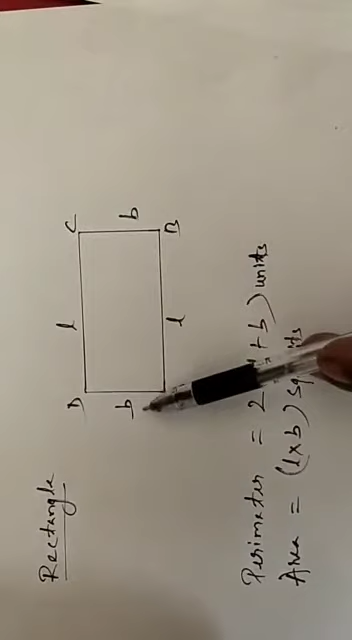 Rectangle
D l C
b b
l B
Perimeter = 2 + b) units
Area = (l x b) Sq